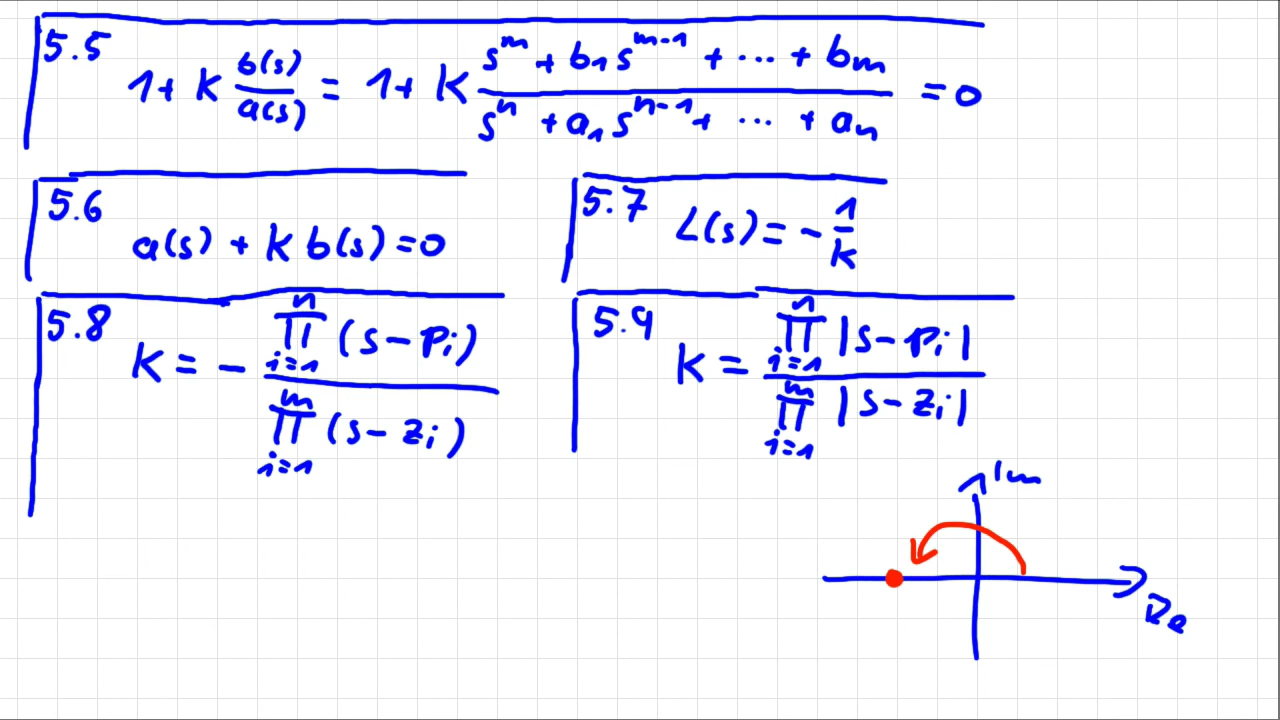 5.5 1 + K b(s)/a(s) = 1 + K (s^m + b_1 s^{m-1} + ... + b_m)/(s^n + a_1 s^{n-1} + ... + a_n) = 0
5.6 a(s) + K b(s) = 0
5.7 L(s) = - 1/K
5.8 K = - ∏_{i=1}^{n} (s - p_i) / ∏_{i=1}^{m} (s - z_i)
5.9 K = ∏_{i=1}^{n} |s - p_i| / ∏_{i=1}^{m} |s - z_i|
Im
Re